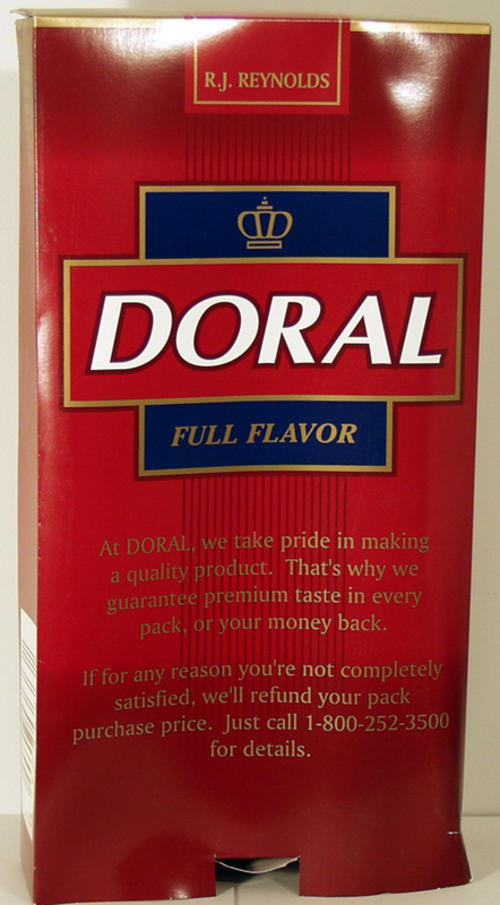 R.J. REYNOLDS
DORAL
FULL FLAVOR
At DORAL, we take pride in making
a quality product. That's why we
guarantee premium taste in every
pack, or your money back.
If for any reason you're not completely
satisfied, we'll refund your pack
purchase price. Just call 1-800-252-3500
for details.